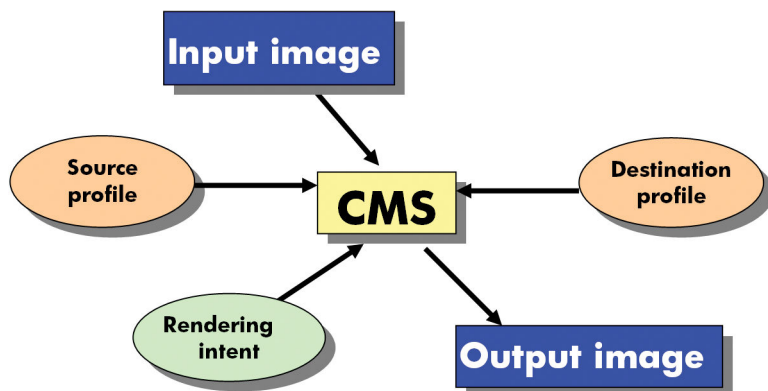 Input image
Source
profile
Destination
profile
CMS
Rendering
intent
Output image